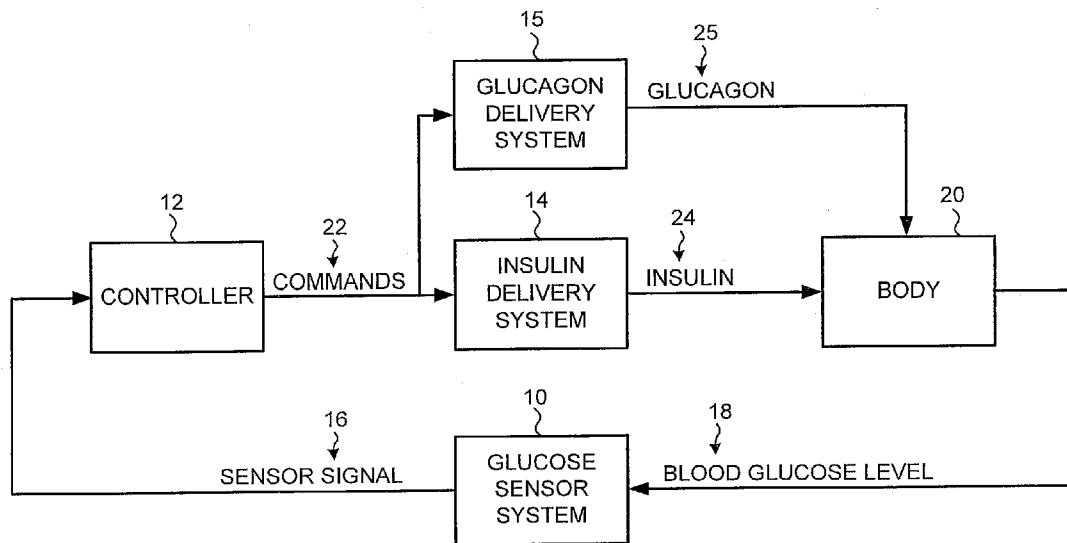 15
GLUCAGON
DELIVERY
SYSTEM
25
GLUCAGON
12
CONTROLLER
22
COMMANDS
14
INSULIN
DELIVERY
SYSTEM
24
INSULIN
20
BODY
16
SENSOR SIGNAL
10
GLUCOSE
SENSOR
SYSTEM
18
BLOOD GLUCOSE LEVEL